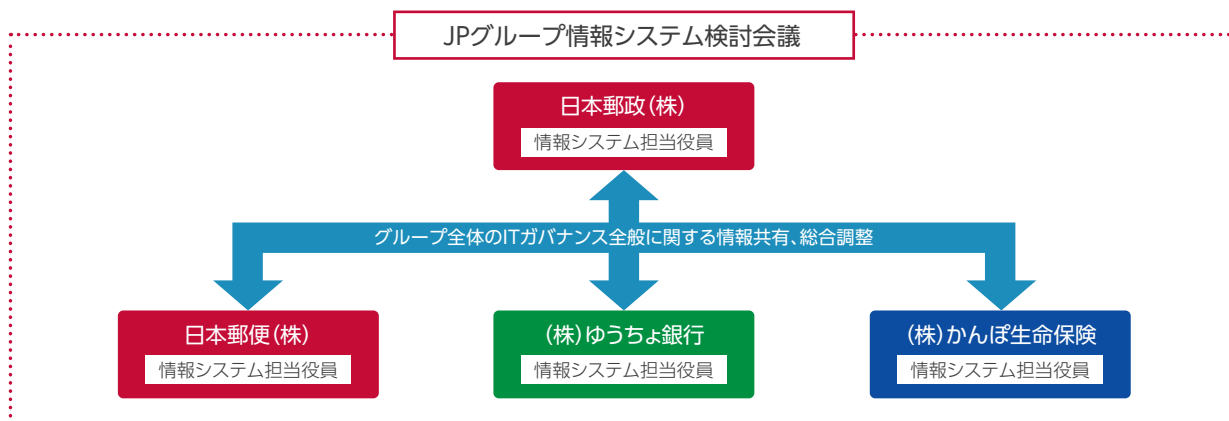 JPグループ情報システム検討会議
日本郵政(株)
情報システム担当役員
グループ全体のITガバナンス全般に関する情報共有、総合調整
日本郵便(株)
情報システム担当役員
(株)ゆうちょ銀行
情報システム担当役員
(株)かんぽ生命保険
情報システム担当役員